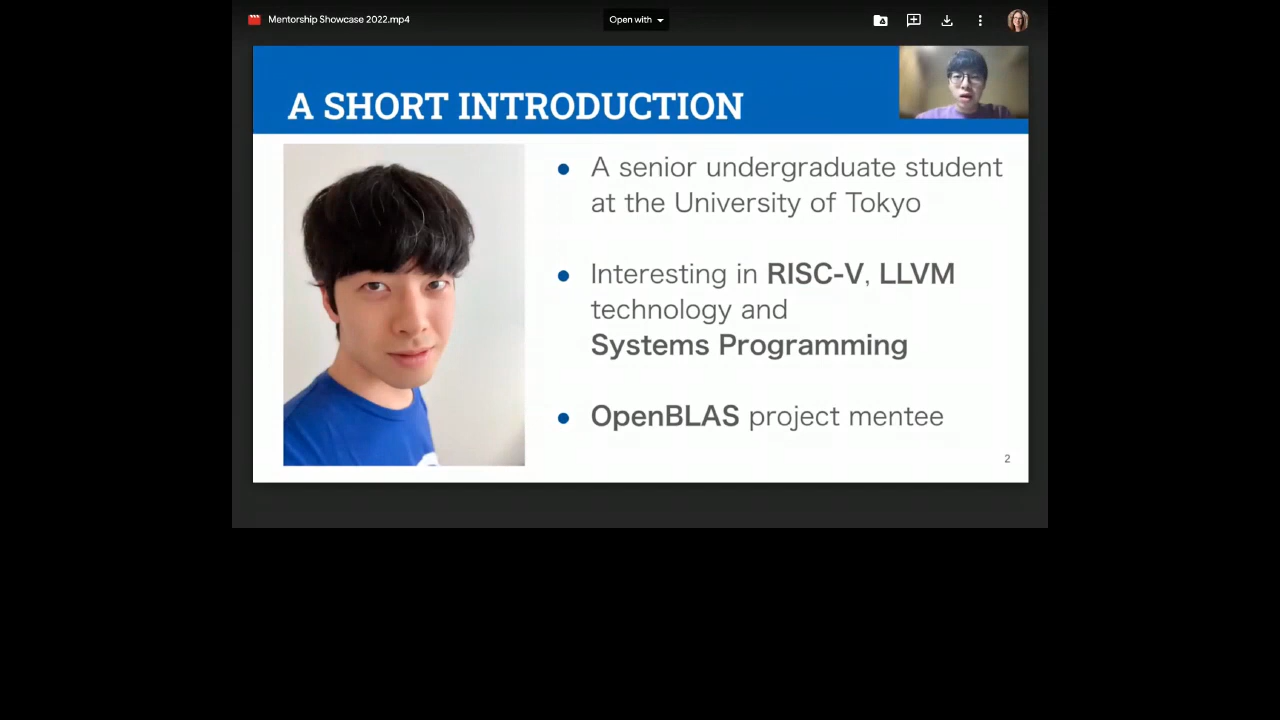 Mentorship Showcase 2022.mp4
Open with
A SHORT INTRODUCTION
● A senior undergraduate student
at the University of Tokyo
● Interesting in RISC-V, LLVM
technology and
Systems Programming
● OpenBLAS project mentee
2